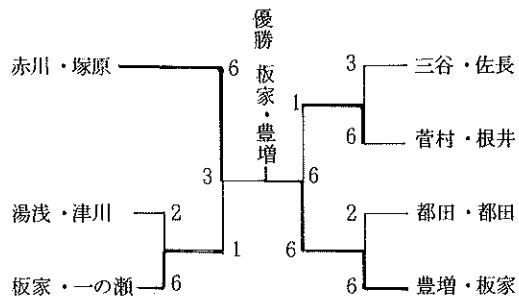 優勝 板家・豊増
赤川・塚原
6
湯浅・津川
2
板家・一の瀬
6
1
3
6
1
6
三谷・佐長
3
菅村・根井
6
都田・都田
2
豊増・板家
6